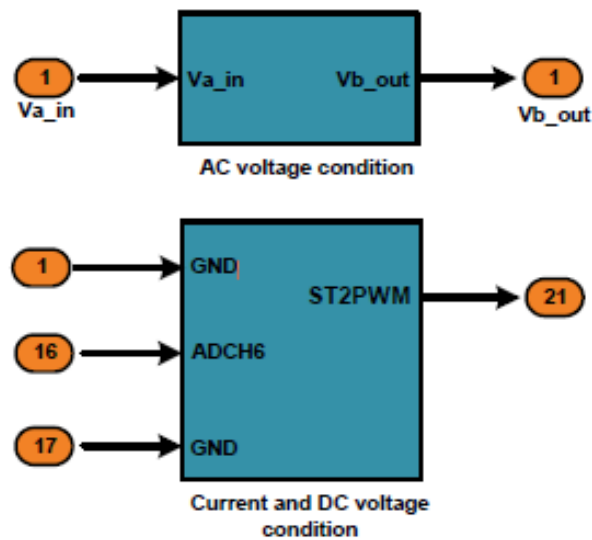 1 Va_in Vb_out 1
Va_in Vb_out
AC voltage condition
1 GND
ST2PWM 21
16 ADCH6
17 GND
Current and DC voltage
condition